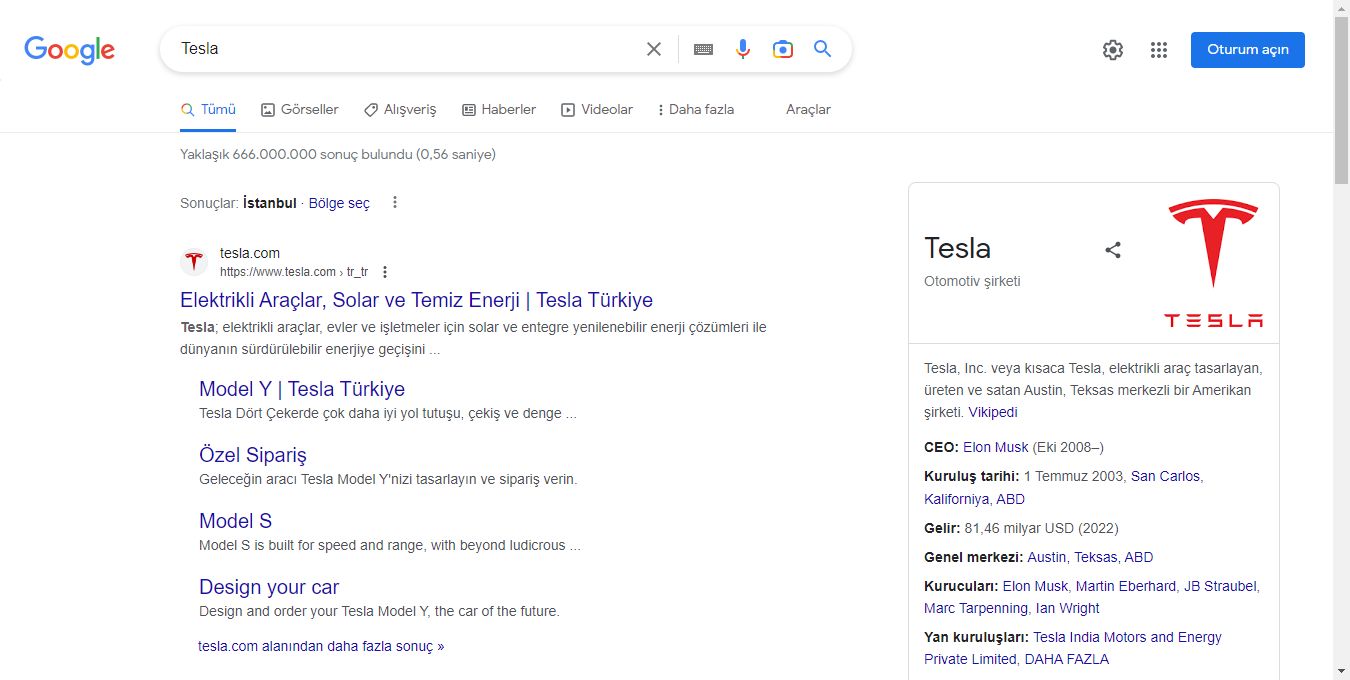 Google
Tesla
Oturum açın
Tümü
Görseller
Alışveriş
Haberler
Videolar
Daha fazla
Araçlar
Yaklaşık 666.000.000 sonuç bulundu (0,56 saniye)
Sonuçlar: İstanbul · Bölge seç
tesla.com
https://www.tesla.com › tr_tr
Elektrikli Araçlar, Solar ve Temiz Enerji | Tesla Türkiye
Tesla; elektrikli araçlar, evler ve işletmeler için solar ve entegre yenilenebilir enerji çözümleri ile
dünyanın sürdürülebilir enerjiye geçişini ...
Model Y | Tesla Türkiye
Tesla Dört Çekerde çok daha iyi yol tutuşu, çekiş ve denge ...
Özel Sipariş
Geleceğin aracı Tesla Model Y'nizi tasarlayın ve sipariş verin.
Model S
Model S is built for speed and range, with beyond ludicrous ...
Design your car
Design and order your Tesla Model Y, the car of the future.
tesla.com alanından daha fazla sonuç »
Tesla
Otomotiv şirketi
TESLA
Tesla, Inc. veya kısaca Tesla, elektrikli araç tasarlayan,
üreten ve satan Austin, Teksas merkezli bir Amerikan
şirketi. Vikipedi
CEO: Elon Musk (Eki 2008–)
Kuruluş tarihi: 1 Temmuz 2003, San Carlos,
Kaliforniya, ABD
Gelir: 81,46 milyar USD (2022)
Genel merkezi: Austin, Teksas, ABD
Kurucuları: Elon Musk, Martin Eberhard, JB Straubel,
Marc Tarpenning, Ian Wright
Yan kuruluşları: Tesla India Motors and Energy
Private Limited, DAHA FAZLA